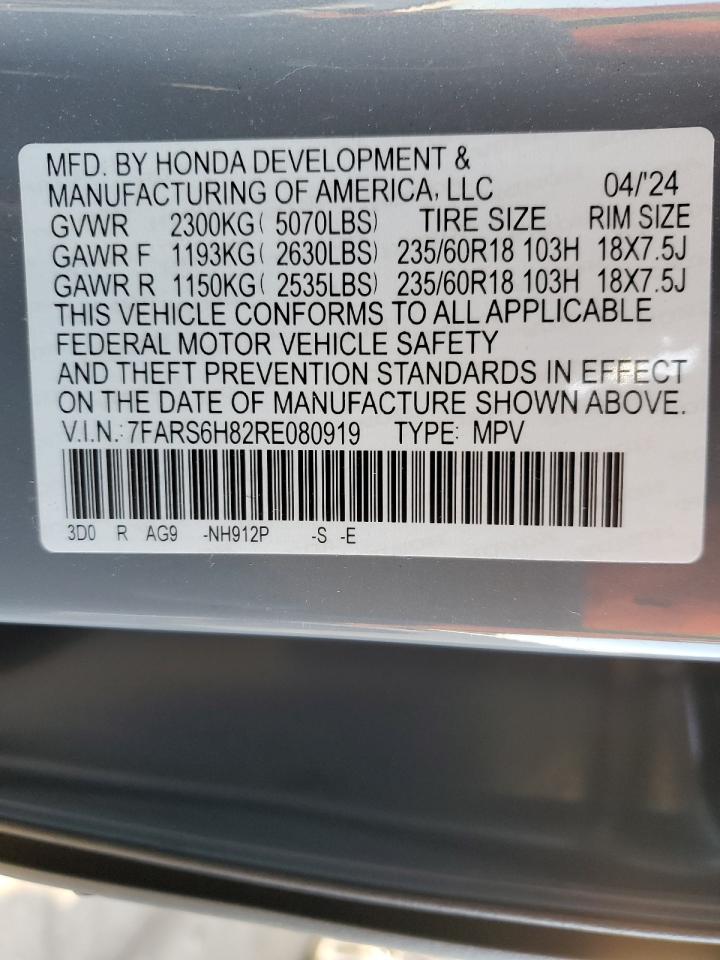 MFD. BY HONDA DEVELOPMENT &
MANUFACTURING OF AMERICA, LLC 04/'24
GVWR 2300KG( 5070LBS) TIRE SIZE RIM SIZE
GAWR F 1193KG( 2630LBS) 235/60R18 103H 18X7.5J
GAWR R 1150KG( 2535LBS) 235/60R18 103H 18X7.5J
THIS VEHICLE CONFORMS TO ALL APPLICABLE
FEDERAL MOTOR VEHICLE SAFETY
AND THEFT PREVENTION STANDARDS IN EFFECT
ON THE DATE OF MANUFACTURE SHOWN ABOVE.
V.I.N.: 7FARS6H82RE080919 TYPE: MPV
3D0 R AG9 -NH912P -S -E